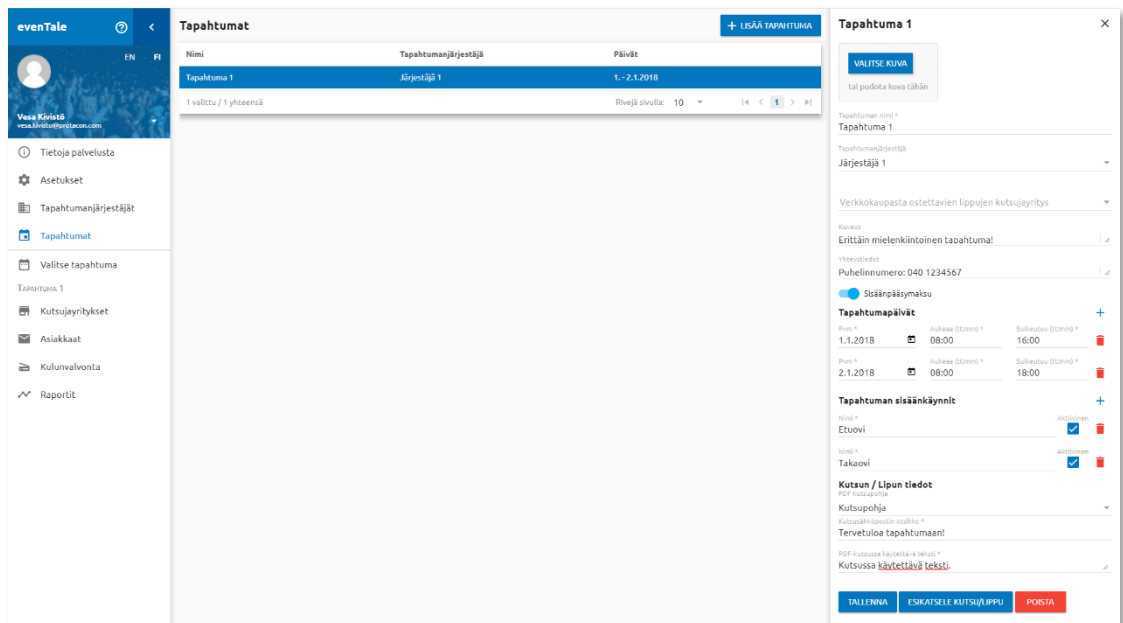 evenTale
EN FI
Vesa Kivistö
vesa.kivisto@protacon.com
Tietoja palvelusta
Asetukset
Tapahtumanjärjestäjät
Tapahtumat
Valitse tapahtuma
TAPAHTUMA 1
Kutsujayritykset
Asiakkaat
Kulunvalvonta
Raportit
Tapahtumat
+ LISÄÄ TAPAHTUMA
Nimi Tapahtumanjärjestäjä Päivät
Tapahtuma 1 Järjestäjä 1 1. - 2.1.2018
1 valittu / 1 yhteensä Rivejä sivulla: 10 1
Tapahtuma 1
VALITSE KUVA
tai pudota kuva tähän
Tapahtuman nimi *
Tapahtuma 1
Tapahtumanjärjestäjä
Järjestäjä 1
Verkkokaupasta ostettavien lippujen kutsujayritys
Kuvaus
Erittäin mielenkiintoinen tapahtuma!
Yhteystiedot
Puhelinnumero: 040 1234567
Sisäänpääsymaksu
Tapahtumapäivät +
Pvm * Aukeaa (tt:mm) * Sulkeutuu (tt:mm) *
1.1.2018 08:00 16:00
Pvm * Aukeaa (tt:mm) * Sulkeutuu (tt:mm) *
2.1.2018 08:00 18:00
Tapahtuman sisäänkäynnit +
Nimi * Aktiivinen
Etuovi
Nimi * Aktiivinen
Takaovi
Kutsun / Lipun tiedot
PDF kutsupohja
Kutsupohja
Kutsusähköpostin otsikko *
Tervetuloa tapahtumaan!
PDF-kutsussa käytettävä teksti *
Kutsussa käytettävä teksti.
TALLENNA ESIKATSELE KUTSU/LIPPU POISTA